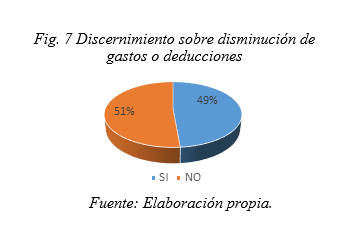 Fig. 7 Discernimiento sobre disminución de
gastos o deducciones
49%
51%
SI NO
Fuente: Elaboración propia.